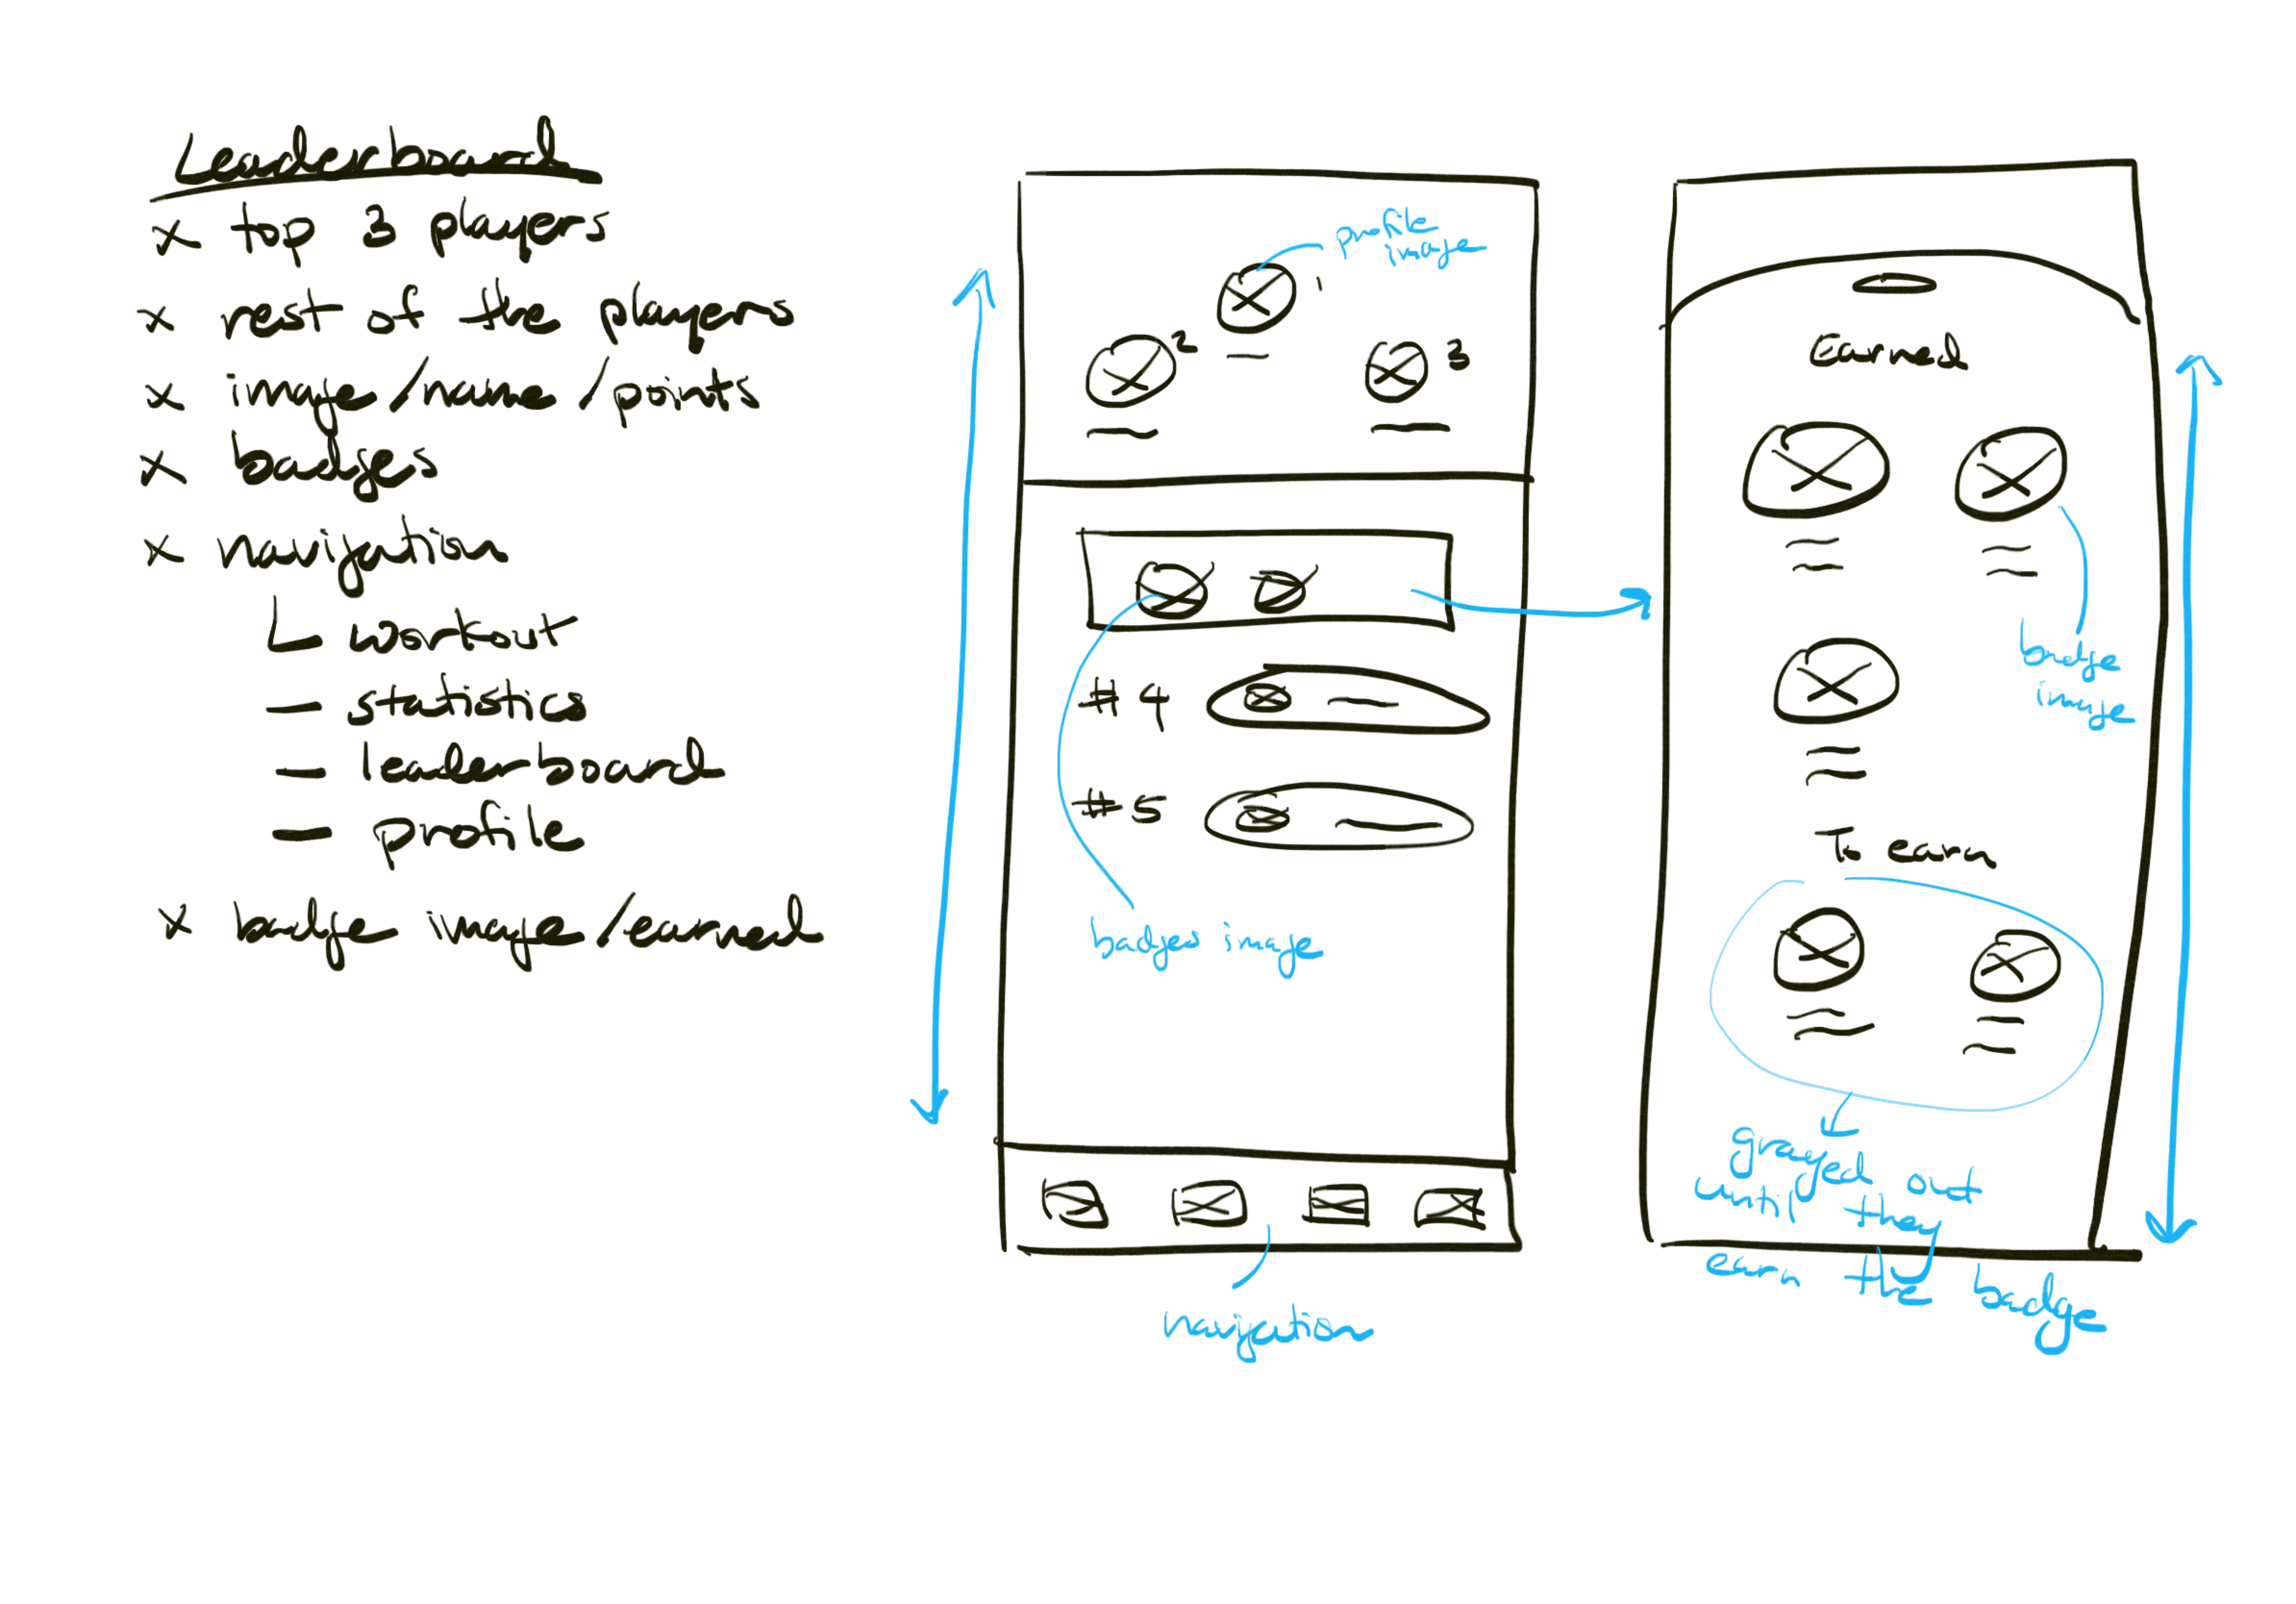 Leaderboard
x top 3 players
x rest of the players
x image/name/points
x badges
x navigation
workout
- statistics
- leaderboard
- profile
x badge image/earned
profile
image
1
2
3
#4
#5
badges image
navigation
Earned
badge
image
To earn
grayed out
until they
earn the badge